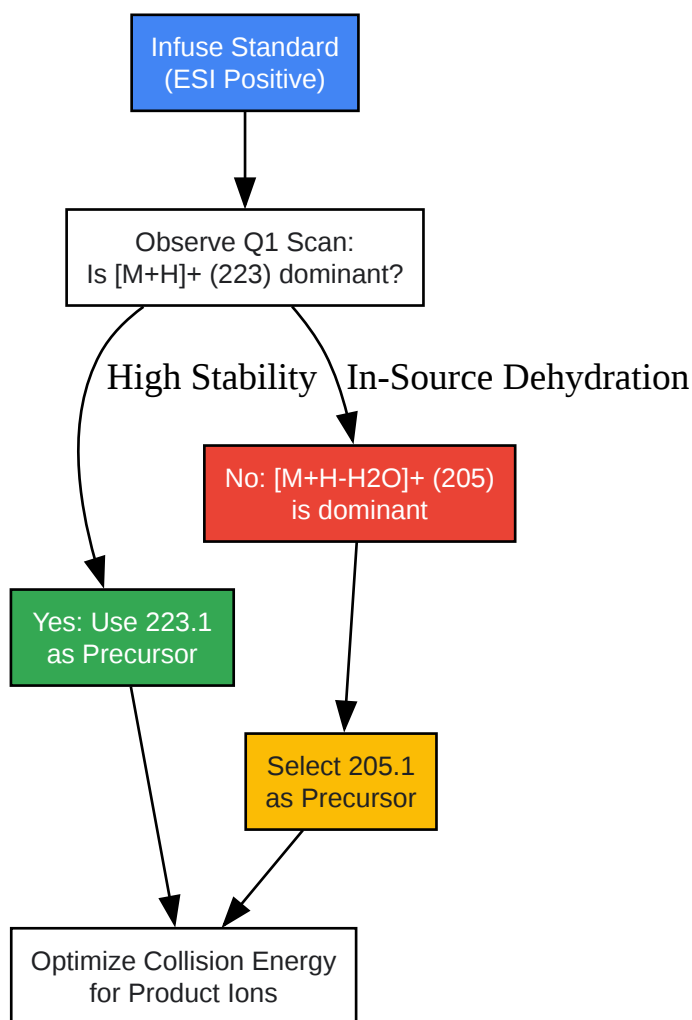 Infuse Standard
(ESI Positive)
Observe Q1 Scan:
Is [M+H]+ (223) dominant?
High Stability
In-Source Dehydration
No: [M+H-H2O]+ (205)
is dominant
Yes: Use 223.1
as Precursor
Select 205.1
as Precursor
Optimize Collision Energy
for Product Ions